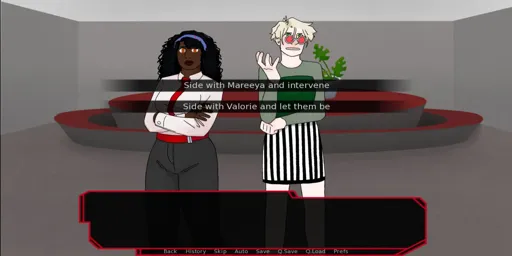 Side with Mareeya and intervene
Side with Valorie and let them be
Back History Skip Auto Save Q.Save Q.Load Prefs